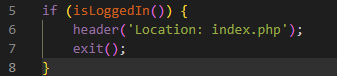 5 if (isLoggedIn()) {
6     header('Location: index.php');
7     exit();
8 }